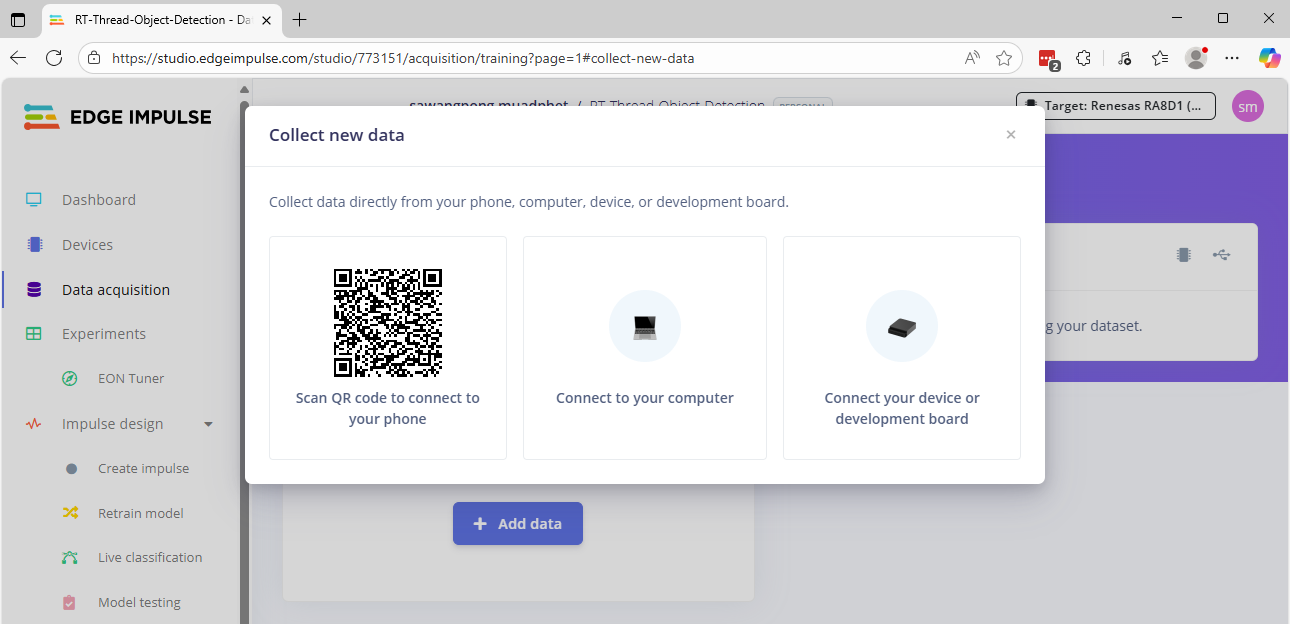 RT-Thread-Object-Detection - Da
https://studio.edgeimpulse.com/studio/773151/acquisition/training?page=1#collect-new-data
2
EDGE IMPULSE
sawangpong muadphet / RT-Thread-Object-Detection PERSONAL
Target: Renesas RA8D1 (...
sm
Dashboard
Devices
Data acquisition
Experiments
EON Tuner
Impulse design
Create impulse
Retrain model
Live classification
Model testing
Collect new data
×
Collect data directly from your phone, computer, device, or development board.
Scan QR code to connect to
your phone
Connect to your computer
Connect your device or
development board
g your dataset.
+ Add data